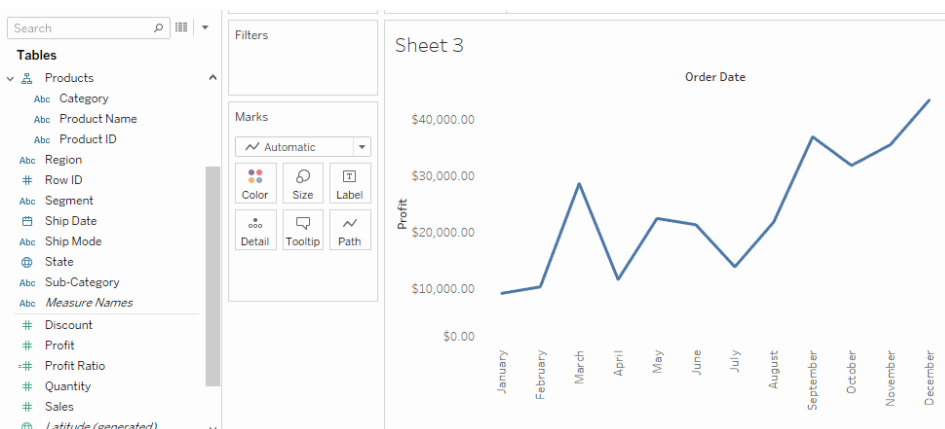 Search
Tables
Products
Abc Category
Abc Product Name
Abc Product ID
Abc Region
# Row ID
Abc Segment
Ship Date
Abc Ship Mode
State
Abc Sub-Category
Abc Measure Names
# Discount
# Profit
=# Profit Ratio
# Quantity
# Sales
Latitude (generated)
Filters
Marks
Automatic
Color Size T Label
Detail Tooltip Path
Sheet 3
Order Date
Profit
$40,000.00
$30,000.00
$20,000.00
$10,000.00
$0.00
January
February
March
April
May
June
July
August
September
October
November
December